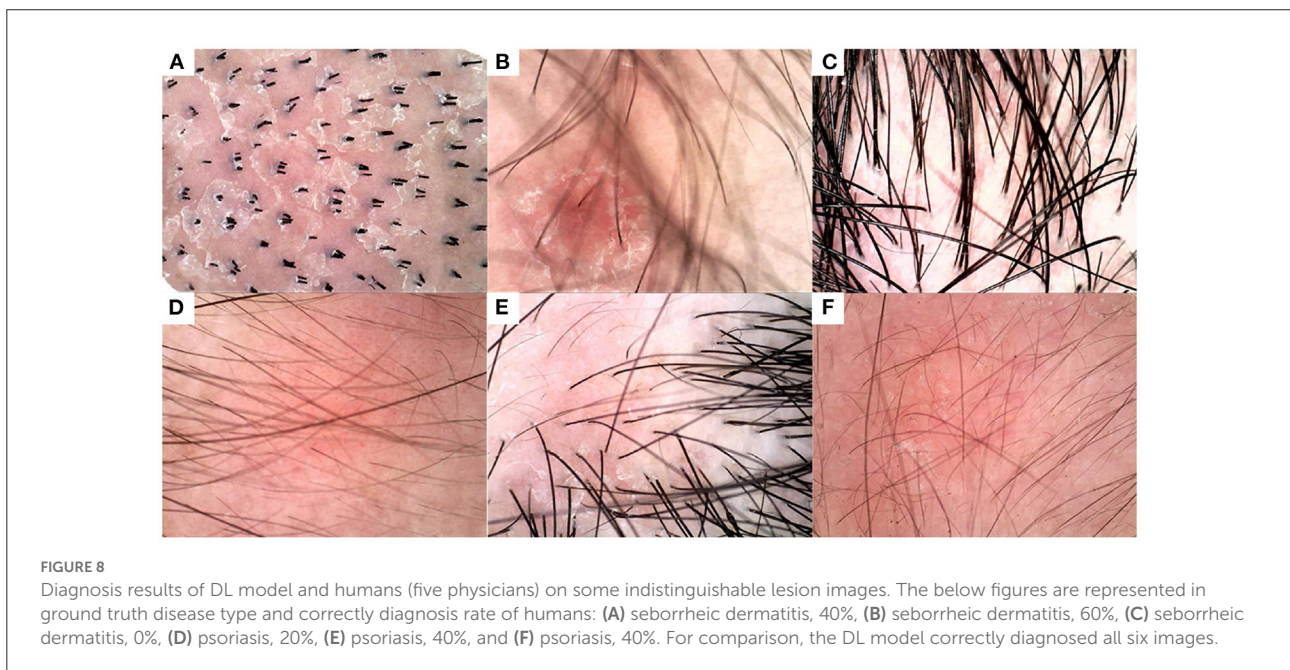 A
B
C
D
E
F
FIGURE 8
Diagnosis results of DL model and humans (five physicians) on some indistinguishable lesion images. The below figures are represented in
ground truth disease type and correctly diagnosis rate of humans: (A) seborrheic dermatitis, 40%, (B) seborrheic dermatitis, 60%, (C) seborrheic
dermatitis, 0%, (D) psoriasis, 20%, (E) psoriasis, 40%, and (F) psoriasis, 40%. For comparison, the DL model correctly diagnosed all six images.